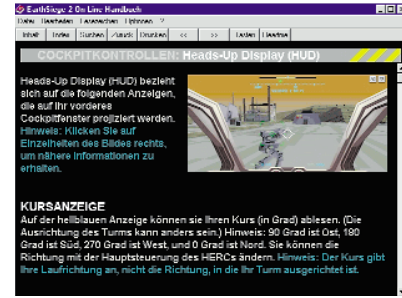 EarthSiege 2 On Line Handbuch
Datei Bearbeiten Lesezeichen Optionen ?
Inhalt Index Suchen Zurück Drucken << >> Tasten Readme
COCKPITKONTROLLEN: Heads-Up Display (HUD)
Heads-Up Display (HUD) bezieht
sich auf die folgenden Anzeigen,
die auf Ihr vorderes
Cockpitfenster projiziert werden.
Hinweis: Klicken Sie auf
Einzelheiten des Bildes rechts,
um nähere Informationen zu
erhalten.
KURSANZEIGE
Auf der hellblauen Anzeige können sie Ihren Kurs (in Grad) ablesen. (Die
Ausrichtung des Turms kann anders sein.) Hinweis: 90 Grad ist Ost, 180
Grad ist Süd, 270 Grad ist West, und 0 Grad ist Nord. Sie können die
Richtung mit der Hauptsteuerung des HERCs ändern. Hinweis: Der Kurs gibt
Ihre Laufrichtung an, nicht die Richtung, in die Ihr Turm ausgerichtet ist.